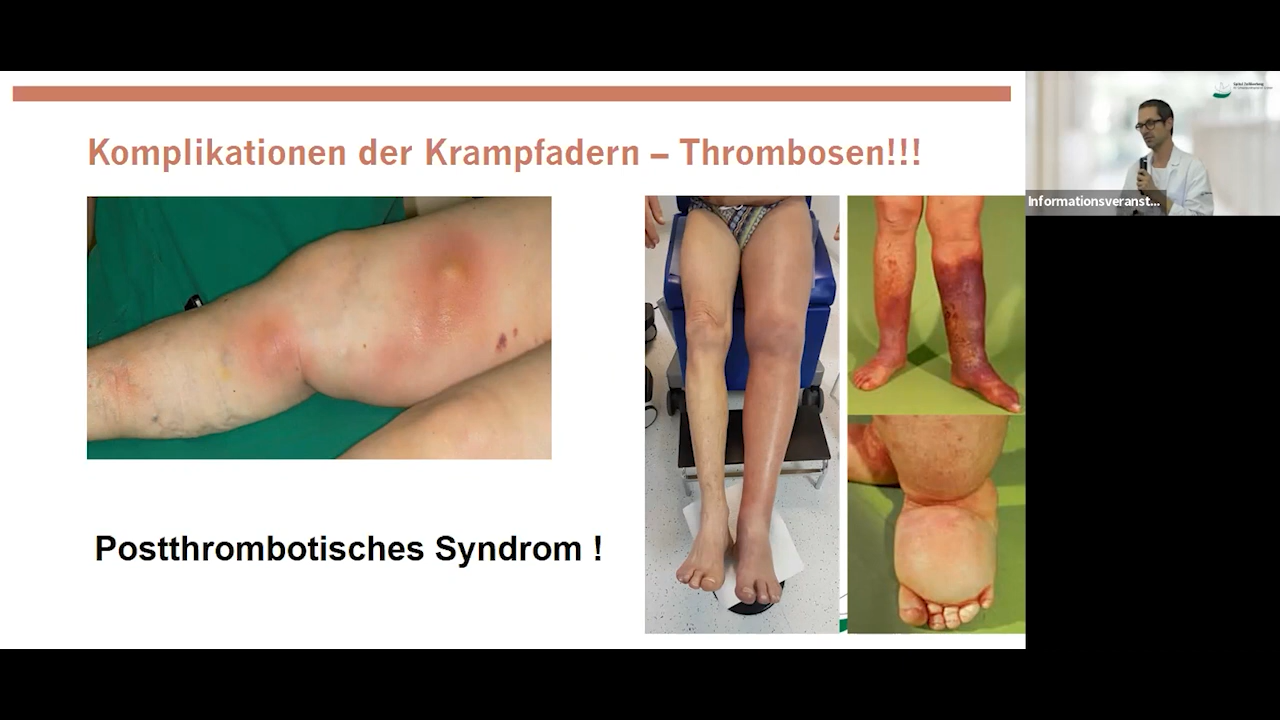 Komplikationen der Krampfadern – Thrombosen!!!
Informationsveranst...
Postthrombotisches Syndrom !